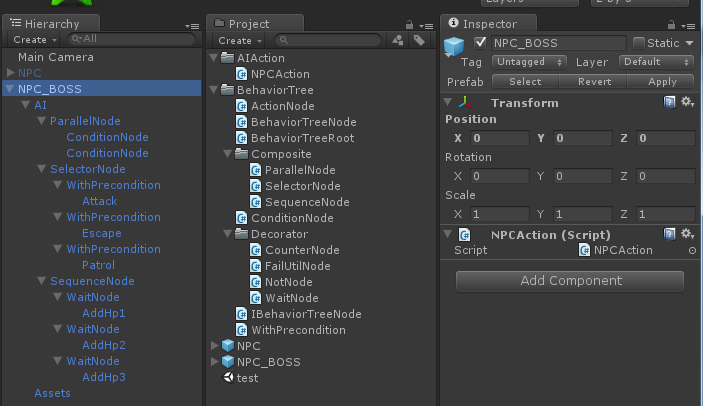 Layers
2 by 3
Hierarchy
Create
All
Main Camera
NPC
NPC_BOSS
AI
ParallelNode
ConditionNode
ConditionNode
SelectorNode
WithPrecondition
Attack
WithPrecondition
Escape
WithPrecondition
Patrol
SequenceNode
WaitNode
AddHp1
WaitNode
AddHp2
WaitNode
AddHp3
Assets
Project
Create
AIAction
NPCAction
BehaviorTree
ActionNode
BehaviorTreeNode
BehaviorTreeRoot
Composite
ParallelNode
SelectorNode
SequenceNode
ConditionNode
Decorator
CounterNode
FailUtilNode
NotNode
WaitNode
IBehaviorTreeNode
WithPrecondition
NPC
NPC_BOSS
test
Inspector
NPC_BOSS Static
Tag Untagged Layer Default
Prefab Select Revert Apply
Transform
Position
X 0 Y 0 Z 0
Rotation
X 0 Y 0 Z 0
Scale
X 1 Y 1 Z 1
NPCAction (Script)
Script NPCAction
Add Component